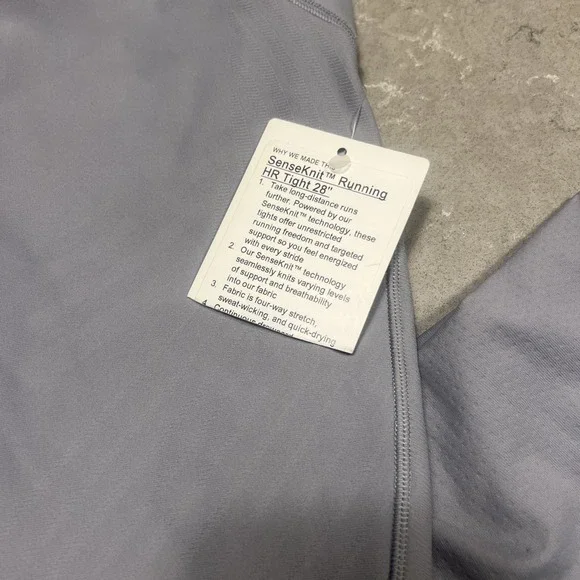 WHY WE MADE TH
SenseKnit™ Running
HR Tight 28"
1. Take long-distance runs
further. Powered by our
SenseKnit™ technology, these
tights offer unrestricted
running freedom and targeted
support so you feel energized
with every stride
2. Our SenseKnit™ technology
seamlessly knits varying levels
of support and breathability
into our fabric
3. Fabric is four-way stretch,
sweat-wicking, and quick-drying
4. Continuous